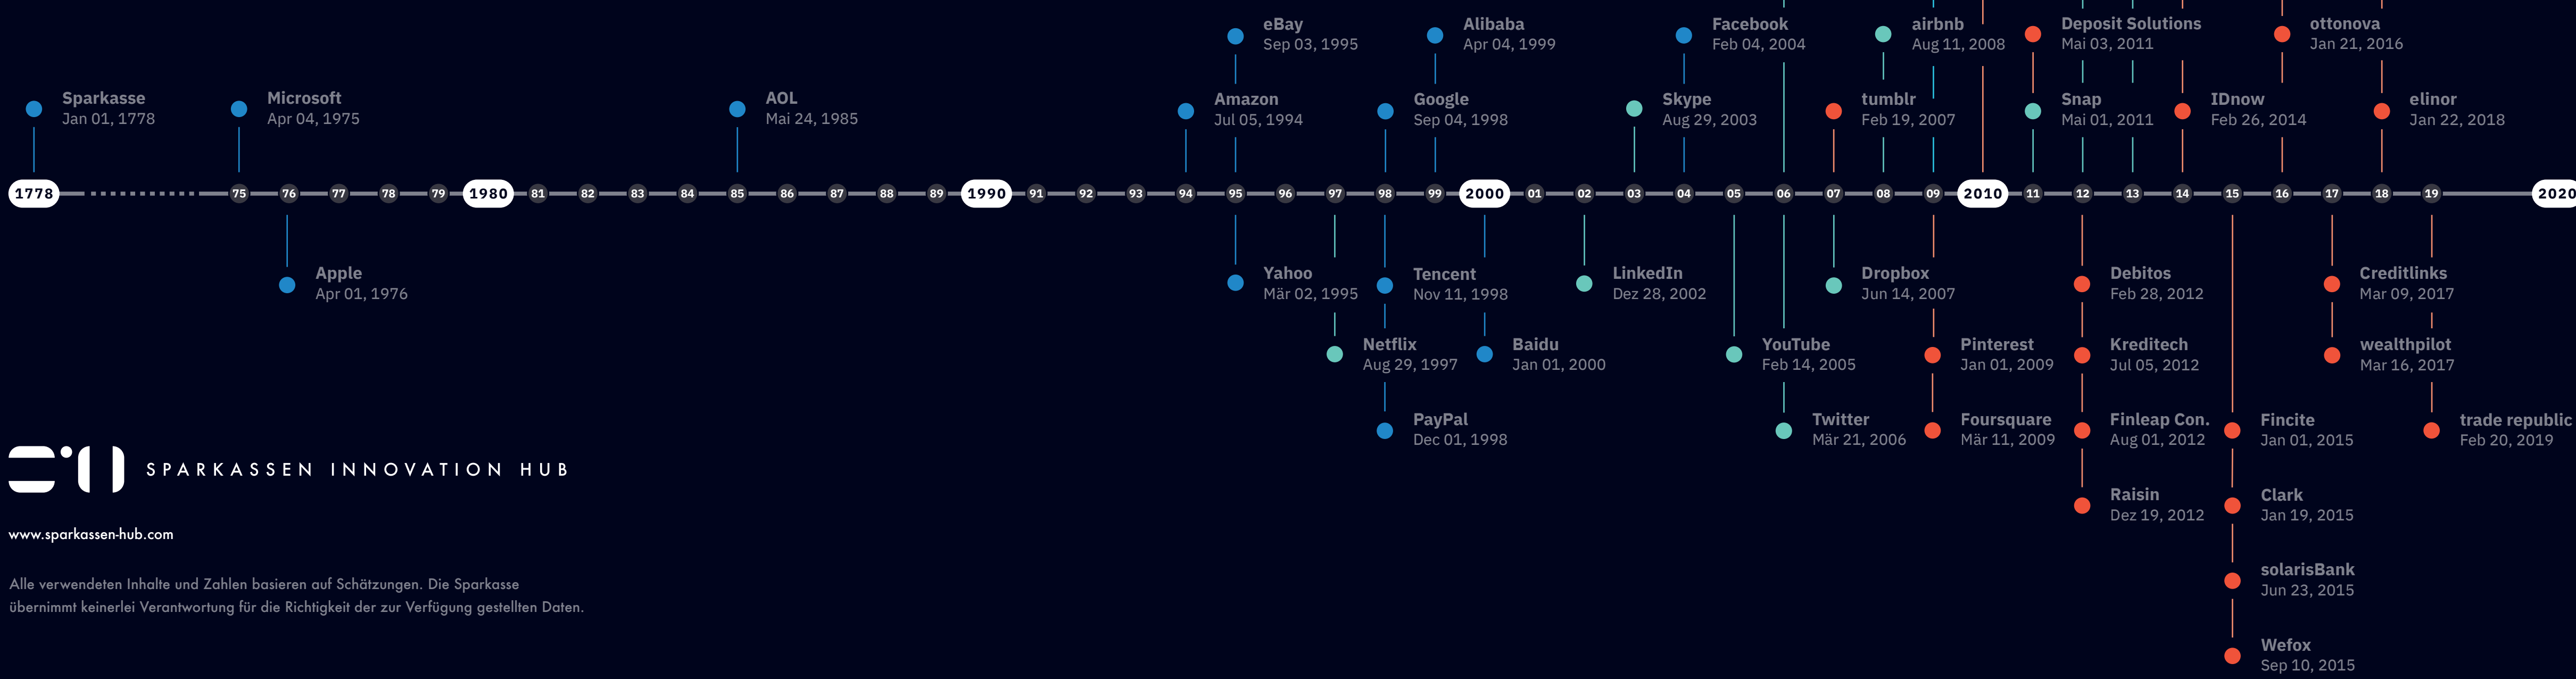 eBay
Sep 03, 1995
Alibaba
Apr 04, 1999
Facebook
Feb 04, 2004
airbnb
Aug 11, 2008
Deposit Solutions
Mai 03, 2011
ottonova
Jan 21, 2016
Sparkasse
Jan 01, 1778
Microsoft
Apr 04, 1975
AOL
Mai 24, 1985
Amazon
Jul 05, 1994
Google
Sep 04, 1998
Skype
Aug 29, 2003
tumblr
Feb 19, 2007
Snap
Mai 01, 2011
IDnow
Feb 26, 2014
elinor
Jan 22, 2018
1778 75 76 77 78 79 1980 81 82 83 84 85 86 87 88 89 1990 91 92 93 94 95 96 97 98 99 2000 01 02 03 04 05 06 07 08 09 2010 11 12 13 14 15 16 17 18 19 2020
Apple
Apr 01, 1976
Yahoo
Mär 02, 1995
Tencent
Nov 11, 1998
LinkedIn
Dez 28, 2002
Dropbox
Jun 14, 2007
Debitos
Feb 28, 2012
Creditlinks
Mar 09, 2017
Netflix
Aug 29, 1997
Baidu
Jan 01, 2000
YouTube
Feb 14, 2005
Pinterest
Jan 01, 2009
Kreditech
Jul 05, 2012
wealthpilot
Mar 16, 2017
PayPal
Dec 01, 1998
Twitter
Mär 21, 2006
Foursquare
Mär 11, 2009
Finleap Con.
Aug 01, 2012
Fincite
Jan 01, 2015
trade republic
Feb 20, 2019
SPARKASSEN INNOVATION HUB
Raisin
Dez 19, 2012
Clark
Jan 19, 2015
www.sparkassen-hub.com
solarisBank
Jun 23, 2015
Alle verwendeten Inhalte und Zahlen basieren auf Schätzungen. Die Sparkasse
übernimmt keinerlei Verantwortung für die Richtigkeit der zur Verfügung gestellten Daten.
Wefox
Sep 10, 2015